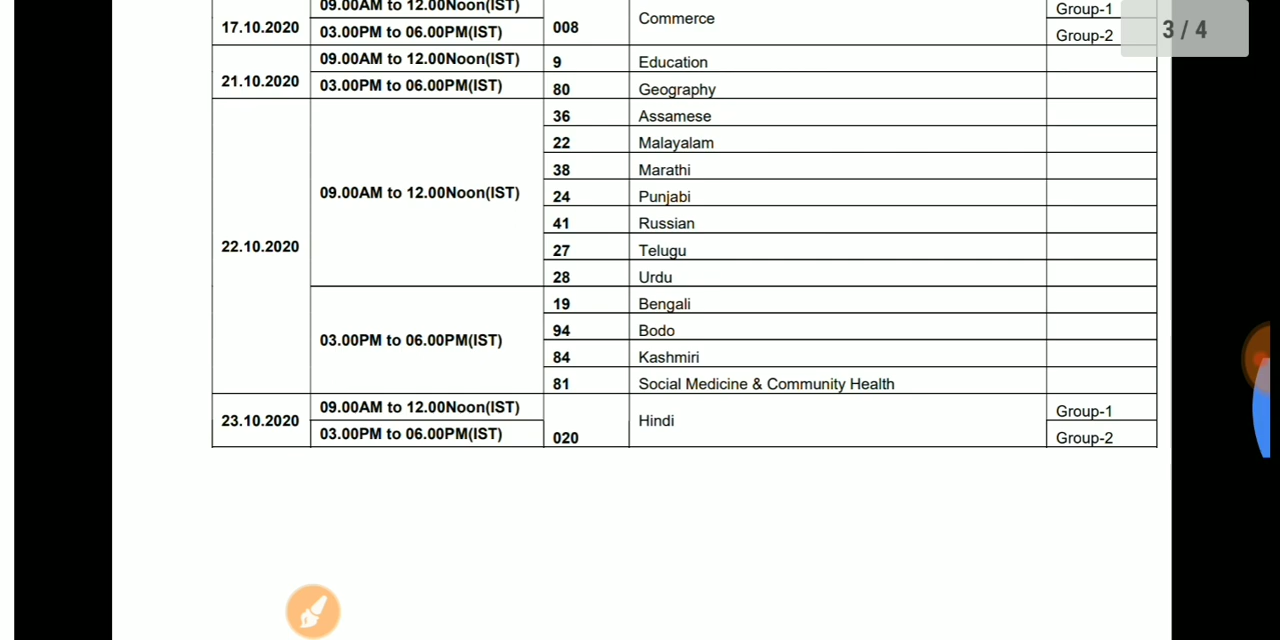 09.00AM to 12.00Noon(IST)
Group-1
17.10.2020
008
Commerce
03.00PM to 06.00PM(IST)
Group-2
3 / 4
21.10.2020
09.00AM to 12.00Noon(IST)
9
Education
03.00PM to 06.00PM(IST)
80
Geography
22.10.2020
09.00AM to 12.00Noon(IST)
36
Assamese
22
Malayalam
38
Marathi
24
Punjabi
41
Russian
27
Telugu
28
Urdu
03.00PM to 06.00PM(IST)
19
Bengali
94
Bodo
84
Kashmiri
81
Social Medicine & Community Health
23.10.2020
09.00AM to 12.00Noon(IST)
020
Hindi
Group-1
03.00PM to 06.00PM(IST)
Group-2